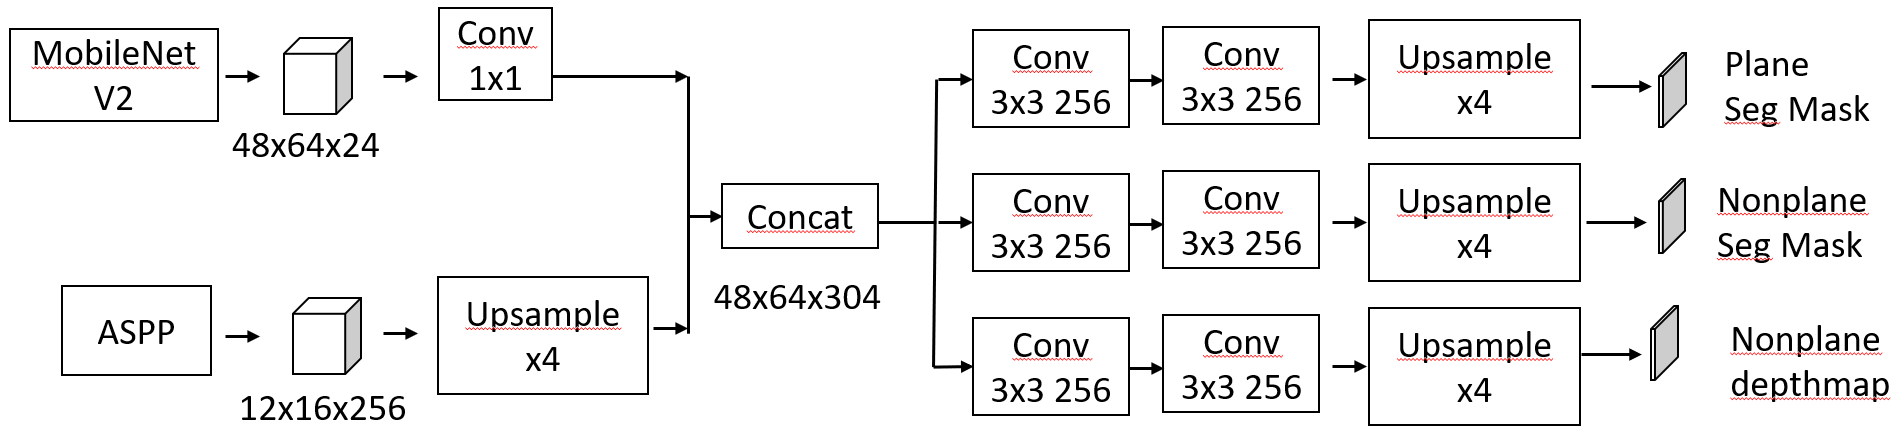 MobileNet
V2
48x64x24
Conv
1x1
ASPP
12x16x256
Upsample
x4
Concat
48x64x304
Conv
3x3 256
Conv
3x3 256
Upsample
x4
Plane
Seg Mask
Conv
3x3 256
Conv
3x3 256
Upsample
x4
Nonplane
Seg Mask
Conv
3x3 256
Conv
3x3 256
Upsample
x4
Nonplane
depthmap